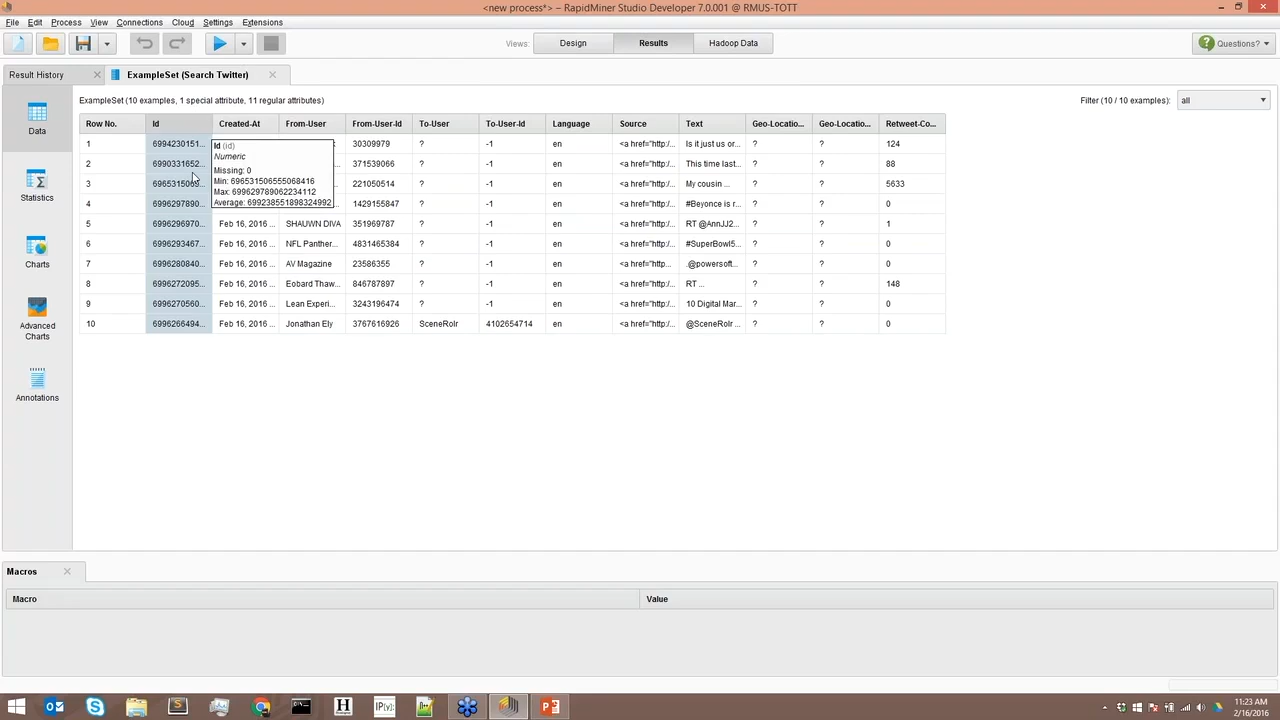 <new process*> – RapidMiner Studio Developer 7.0.001 @ RMUS-TOTT
File Edit Process View Connections Cloud Settings Extensions
Views: Design Results Hadoop Data Questions?
Result History ExampleSet (Search Twitter)
ExampleSet (10 examples, 1 special attribute, 11 regular attributes) Filter (10 / 10 examples): all
Data
Statistics
Charts
Advanced Charts
Annotations
Row No. Id Created-At From-User From-User-Id To-User To-User-Id Language Source Text Geo-Locatio... Geo-Locatio... Retweet-Co...
1 6994230151... 30309979 ? -1 en <a href="http:/... Is it just us or... ? ? 124
2 6990331652... 371539066 ? -1 en <a href="http:/... This time last... ? ? 88
3 221050514 ? -1 en <a href="http:/... My cousin ... ? ? 5633
4 6996297890... 1429155847 ? -1 en <a href="http:/... #Beyonce is r... ? ? 0
5 6996296970... Feb 16, 2016 ... SHAUWN DIVA 351969787 ? -1 en <a href="http:/... RT @AnnJJ2... ? ? 1
6 6996293467... Feb 16, 2016 ... NFL Panther... 4831465384 ? -1 en <a href="http:/... #SuperBowl5... ? ? 0
7 6996280840... Feb 16, 2016 ... AV Magazine 23586355 ? -1 en <a href="http... .@powersoft... ? ? 0
8 6996272095... Feb 16, 2016 ... Eobard Thaw... 846787897 ? -1 en <a href="http:/... RT ... ? ? 148
9 6996270560... Feb 16, 2016 ... Lean Experi... 3243196474 ? -1 en <a href="http:/... 10 Digital Mar... ? ? 0
10 6996266494... Feb 16, 2016 ... Jonathan Ely 3767616926 SceneRolr 4102654714 en <a href="http:/... @SceneRolr ... ? ? 0
Id (id)
Numeric
Missing: 0
Min: 696531506555068416
Max: 699629789062234112
Average: 699238551898324992
Macros
Macro Value
11:23 AM
2/16/2016